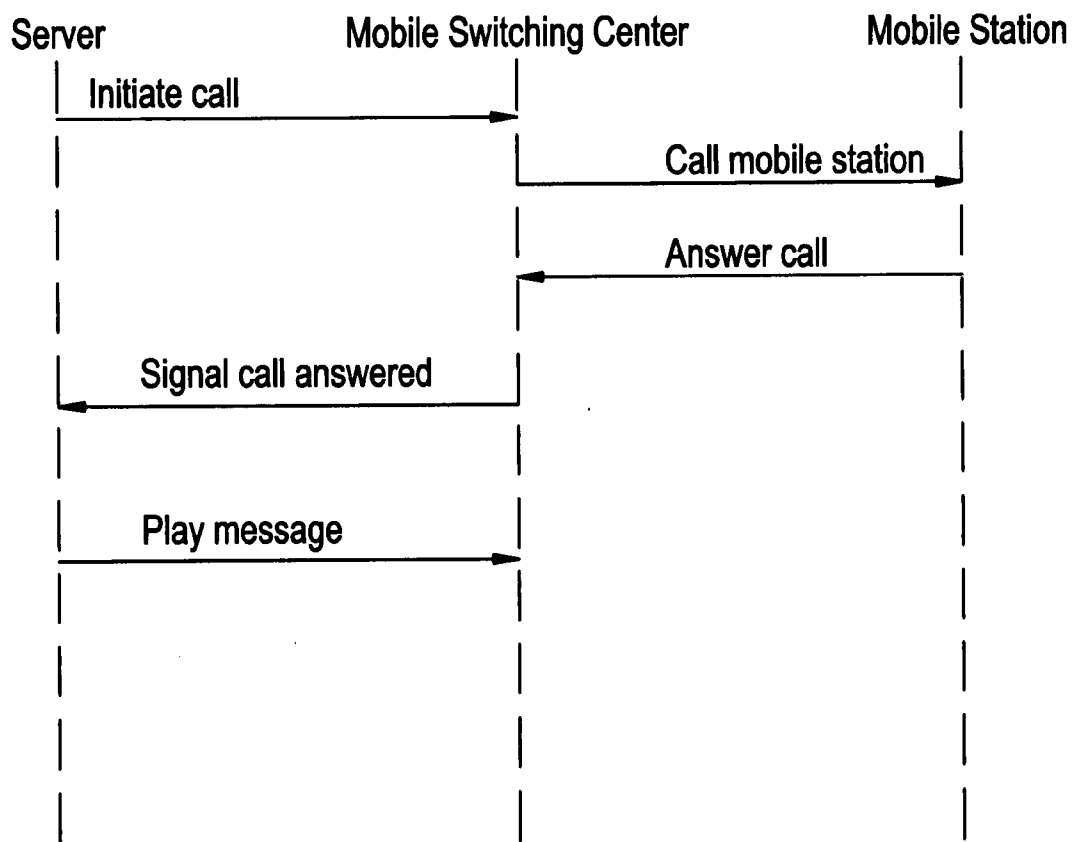 Server
Mobile Switching Center
Mobile Station
Initiate call
Call mobile station
Answer call
Signal call answered
Play message